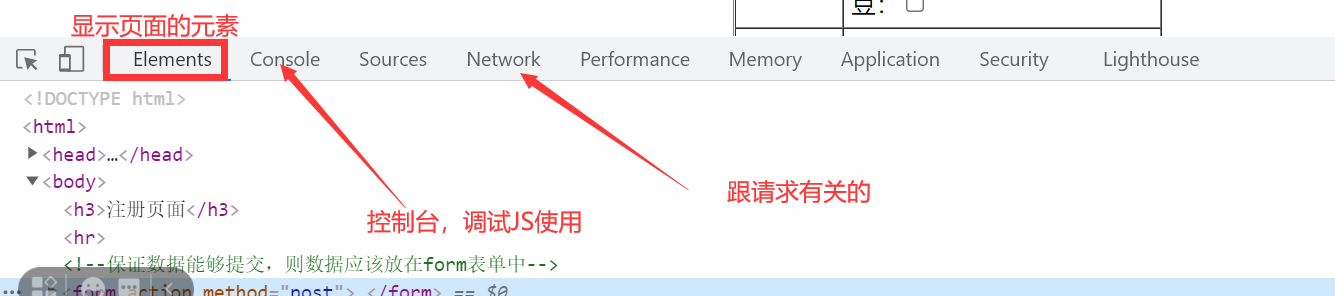 豆：
显示页面的元素
Elements Console Sources Network Performance Memory Application Security Lighthouse
<!DOCTYPE html>
<html>
<head>…</head>
<body>
跟请求有关的
<h3>注册页面</h3>
控制台，调试JS使用
<hr>
<!--保证数据能够提交，则数据应该放在form表单中-->
… <form action method="post"> </form> == $0